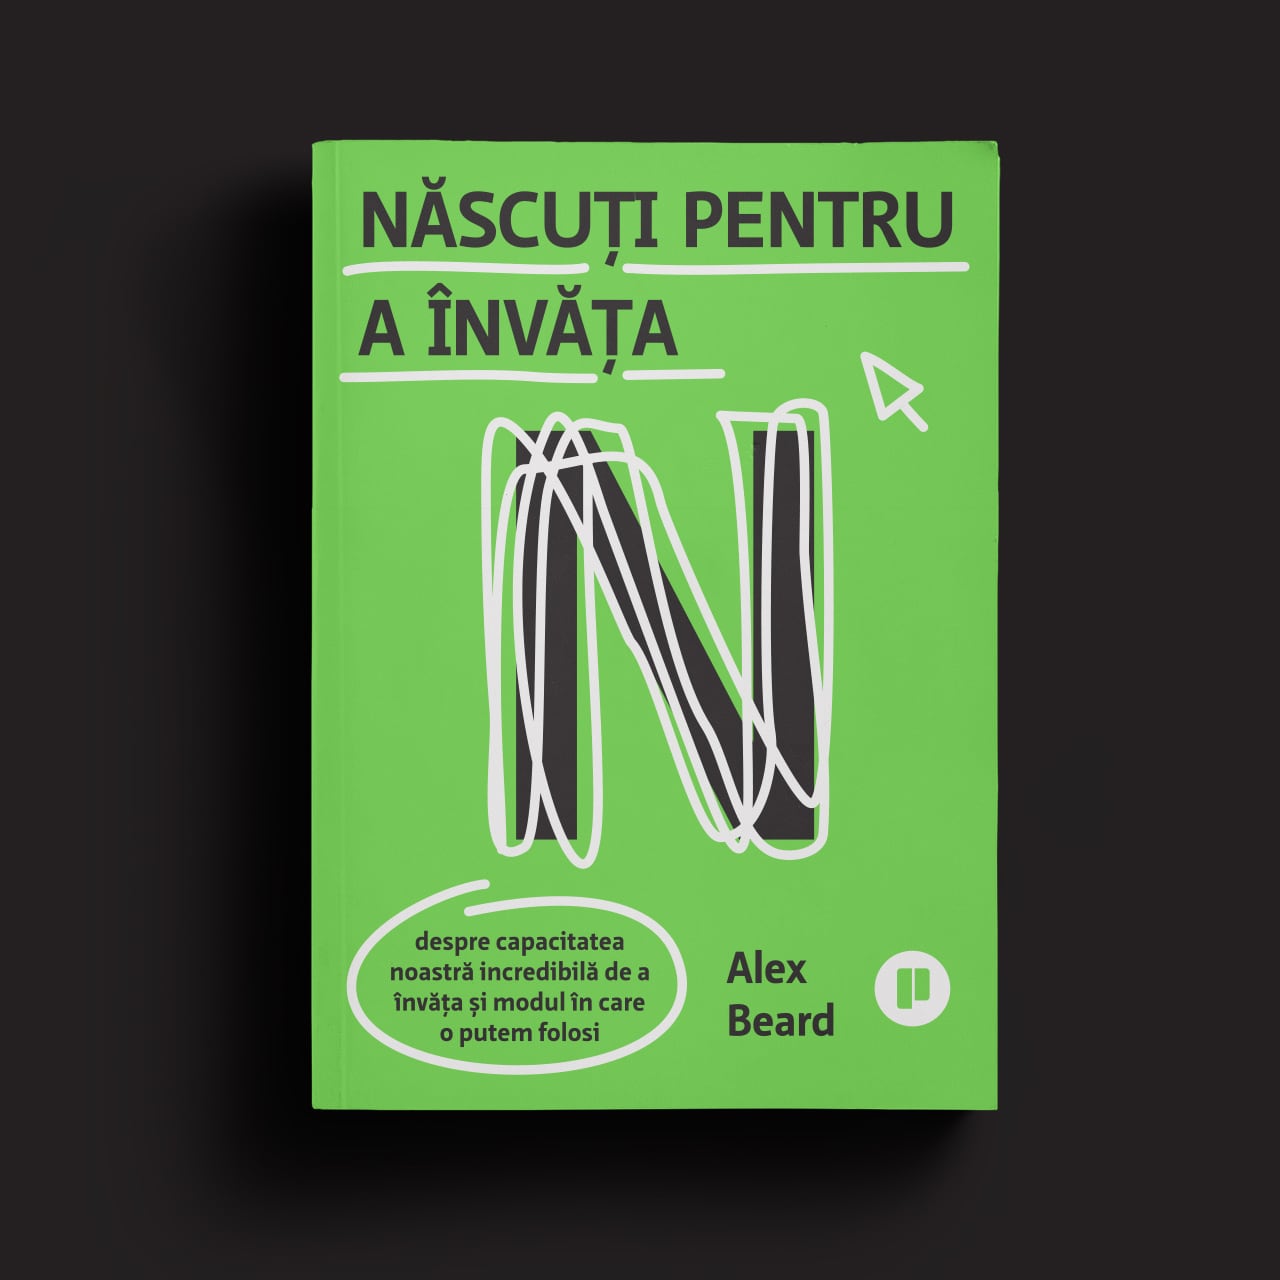 NĂSCUȚI PENTRU
A ÎNVĂȚA
N
despre capacitatea
noastră incredibilă de a
învăța și modul în care
o putem folosi
Alex
Beard